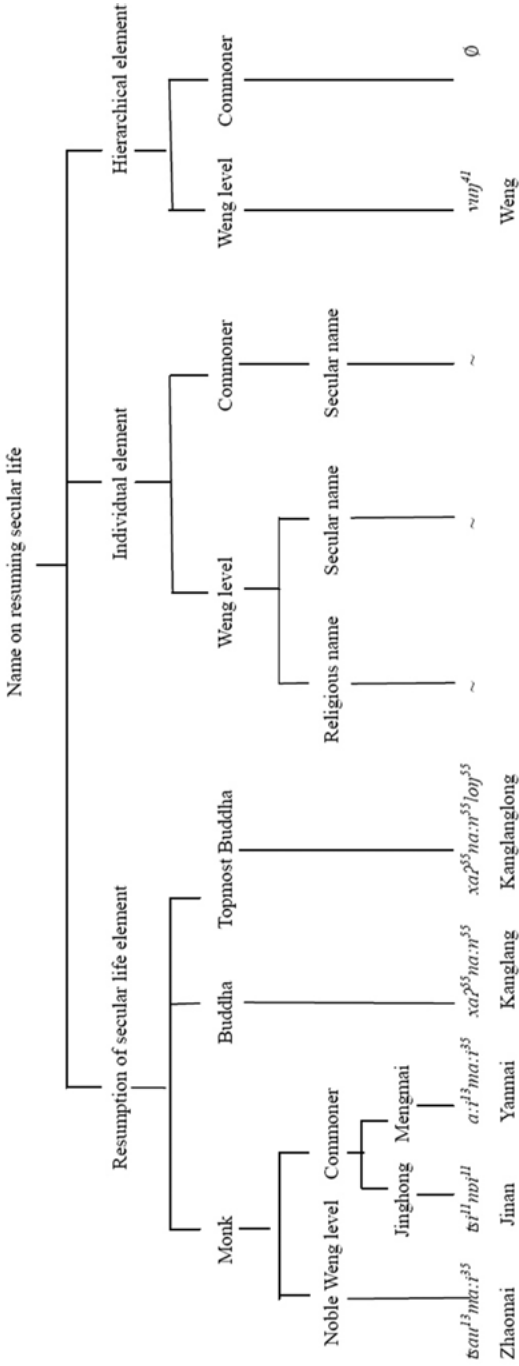 Name on resuming secular life
Resumption of secular life element Individual element Hierarchical element
Monk Buddha Topmost Buddha Weng level Commoner Weng level Commoner
Noble Weng level Commoner Religious name Secular name Secular name
Jinghong Mengmai
ʦau¹³ma:i³⁵ ʦi¹¹nɒi¹¹ a:i¹³ma:i³⁵ xaʔ⁵⁵na:n⁵⁵ xaʔ⁵⁵na:n⁵⁵loŋ⁵⁵ ~ ~ ~ vuŋ⁴¹ Ø
Zhaomai Jinan Yanmai Kanglang Kanglanglong Weng